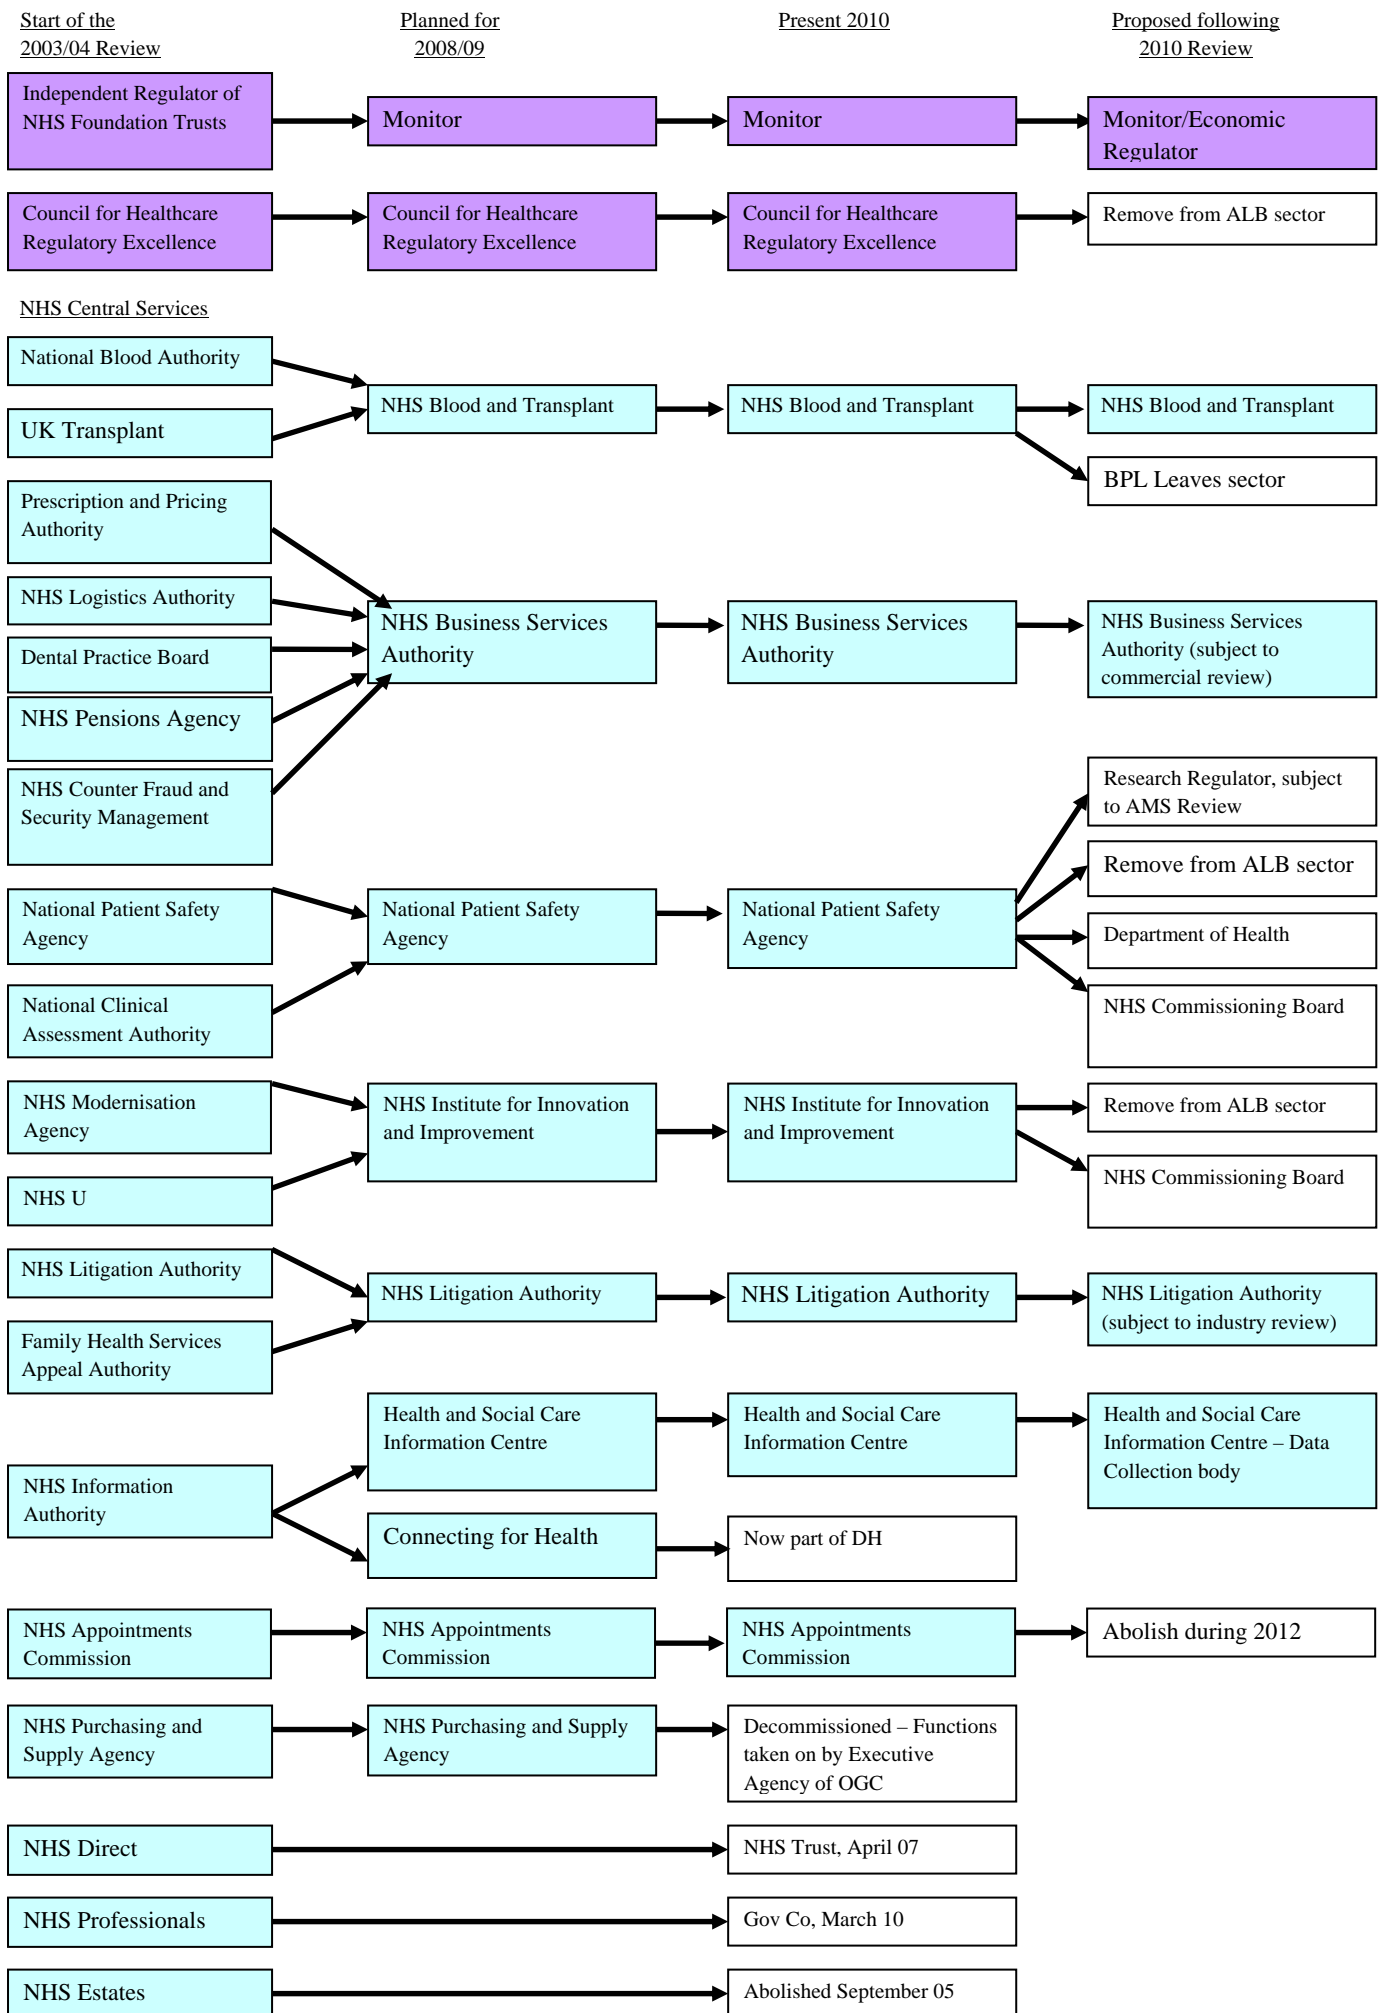 Start of the
2003/04 Review
Planned for
2008/09
Present 2010
Proposed following
2010 Review
Independent Regulator of
NHS Foundation Trusts
Monitor
Monitor
Monitor/Economic
Regulator
Council for Healthcare
Regulatory Excellence
Council for Healthcare
Regulatory Excellence
Council for Healthcare
Regulatory Excellence
Remove from ALB sector
NHS Central Services
National Blood Authority
UK Transplant
NHS Blood and Transplant
NHS Blood and Transplant
NHS Blood and Transplant
BPL Leaves sector
Prescription and Pricing
Authority
NHS Logistics Authority
Dental Practice Board
NHS Pensions Agency
NHS Counter Fraud and
Security Management
NHS Business Services
Authority
NHS Business Services
Authority
NHS Business Services
Authority (subject to
commercial review)
National Patient Safety
Agency
National Clinical
Assessment Authority
National Patient Safety
Agency
National Patient Safety
Agency
Research Regulator, subject
to AMS Review
Remove from ALB sector
Department of Health
NHS Commissioning Board
NHS Modernisation
Agency
NHS U
NHS Institute for Innovation
and Improvement
NHS Institute for Innovation
and Improvement
Remove from ALB sector
NHS Commissioning Board
NHS Litigation Authority
Family Health Services
Appeal Authority
NHS Litigation Authority
NHS Litigation Authority
NHS Litigation Authority
(subject to industry review)
NHS Information
Authority
Health and Social Care
Information Centre
Health and Social Care
Information Centre
Health and Social Care
Information Centre – Data
Collection body
Connecting for Health
Now part of DH
NHS Appointments
Commission
NHS Appointments
Commission
NHS Appointments
Commission
Abolish during 2012
NHS Purchasing and
Supply Agency
NHS Purchasing and Supply
Agency
Decommissioned – Functions
taken on by Executive
Agency of OGC
NHS Direct
NHS Trust, April 07
NHS Professionals
Gov Co, March 10
NHS Estates
Abolished September 05